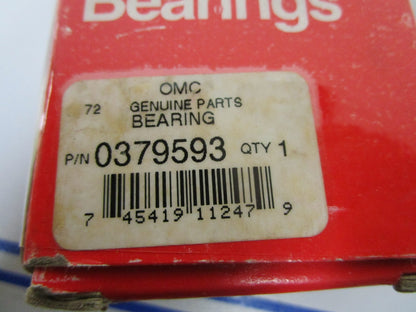 Bearings
OMC
72 GENUINE PARTS
BEARING
P/N 0379593 QTY 1
7 45419 11247 9